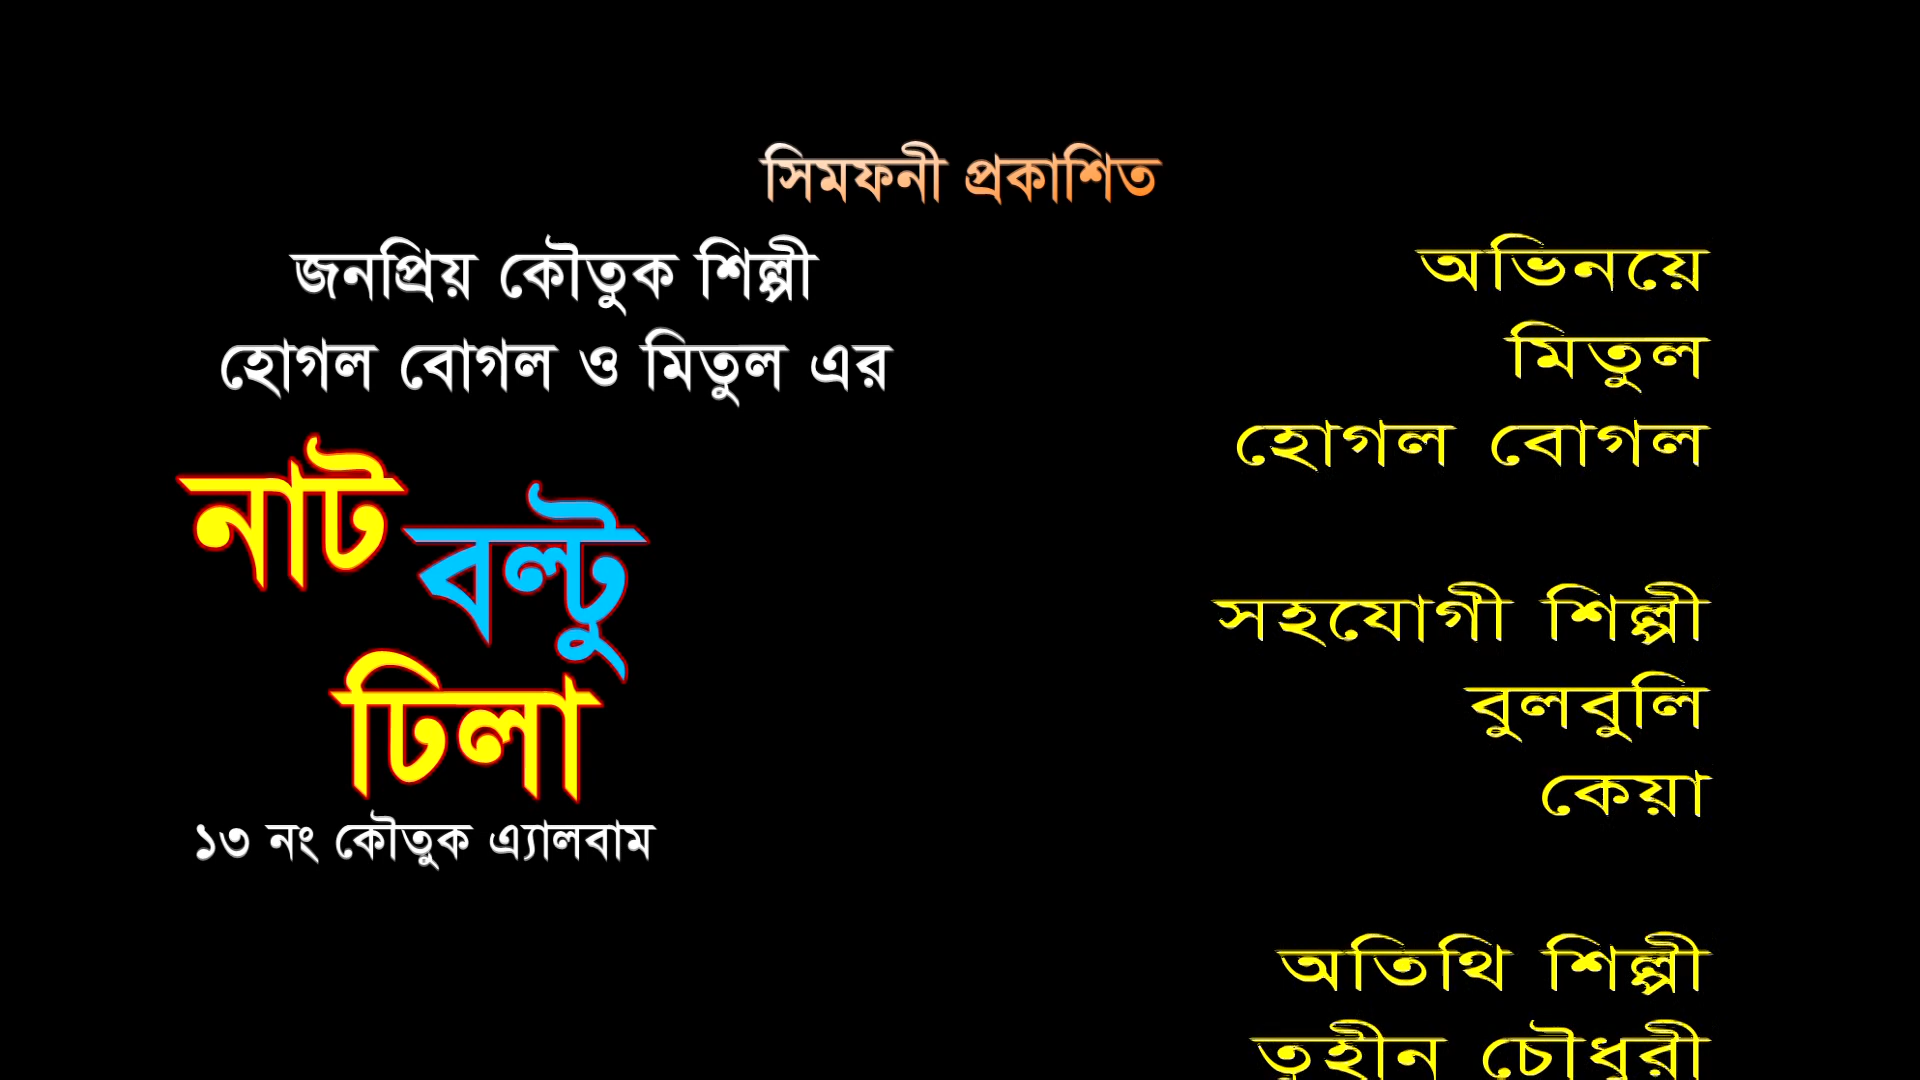 সিমফনী প্রকাশিত
জনপ্রিয় কৌতুক শিল্পী
হোগল বোগল ও মিতুল এর
নাট
বল্টু
ঢিলা
১৩ নং কৌতুক এ্যালবাম
অভিনয়ে
মিতুল
হোগল বোগল
সহযোগী শিল্পী
বুলবুলি
কেয়া
অতিথি শিল্পী
তুহীন চৌধুরী